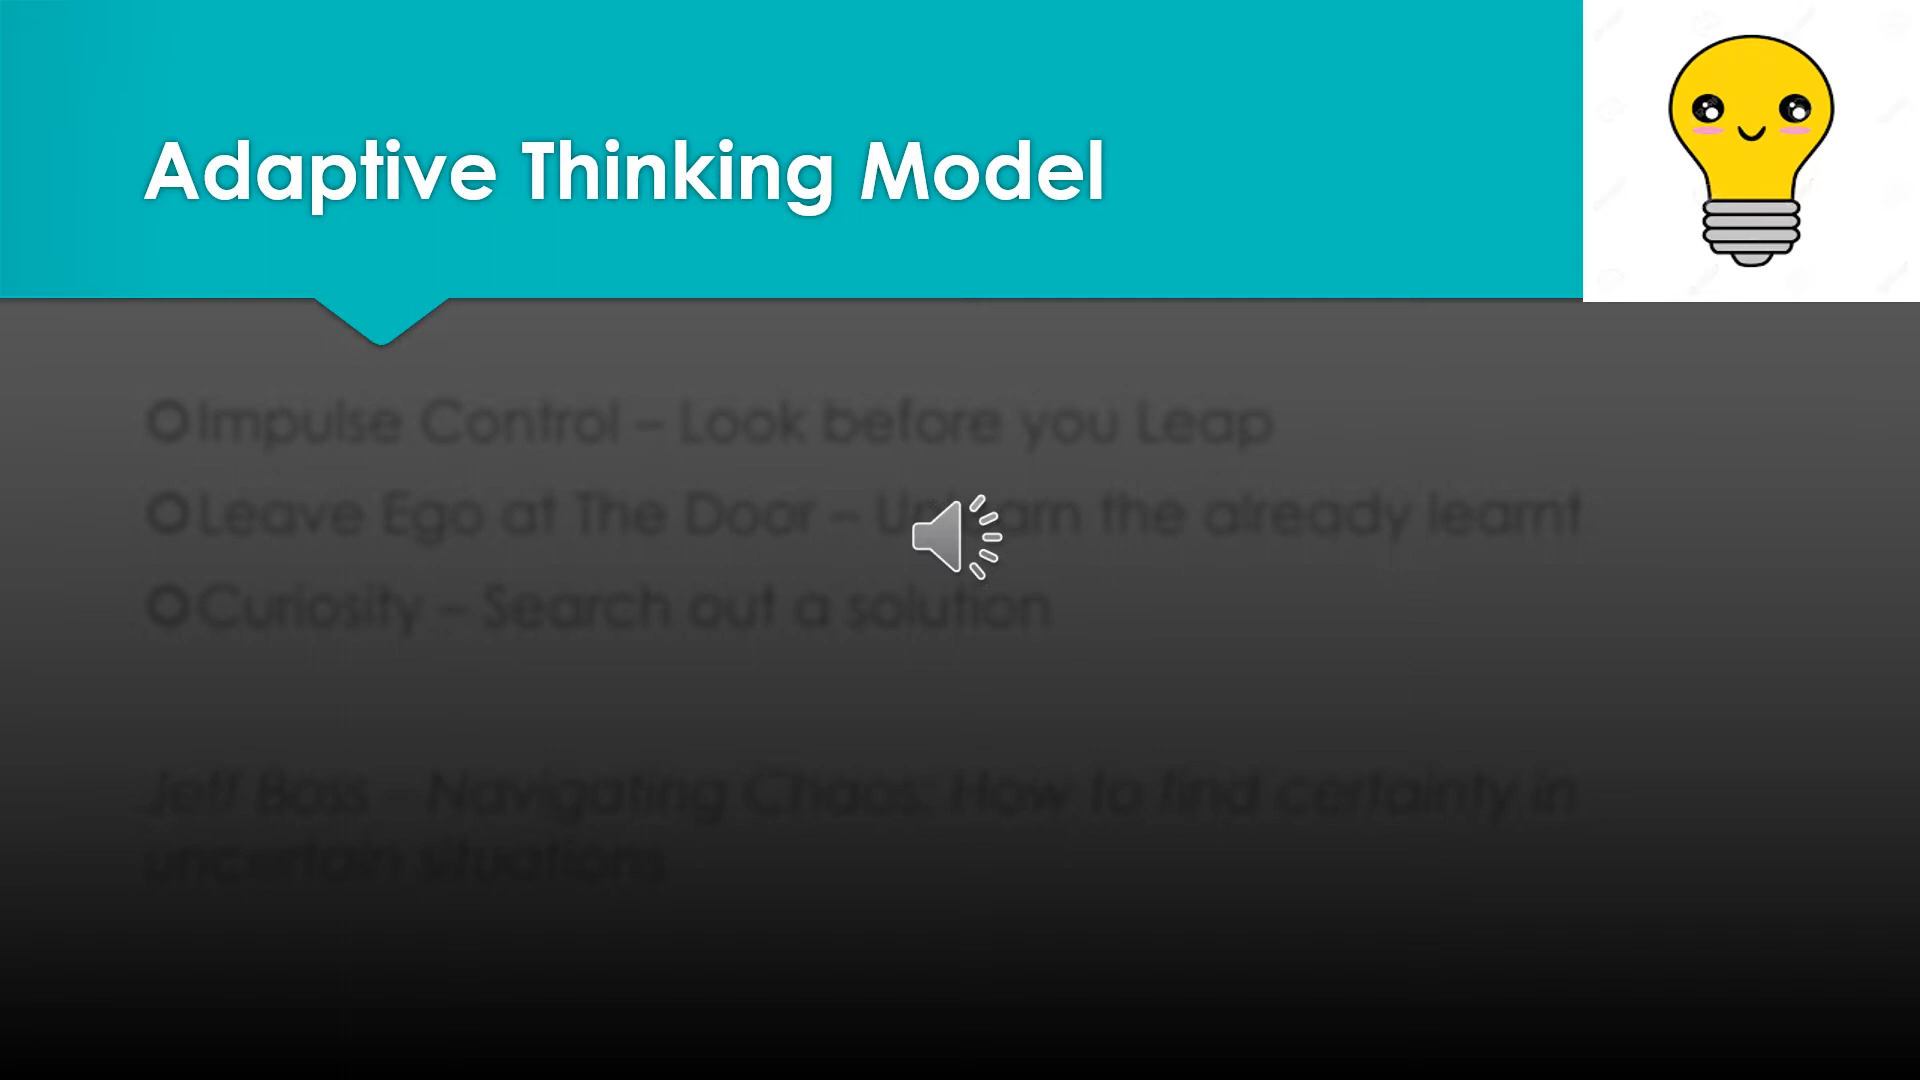 Adaptive Thinking Model
Impulse Control – Look before you Leap
Leave Ego at The Door – Unlearn the already learnt
Curiosity – Search out a solution
Jeff Boss – Navigating Chaos: How to find certainty in
uncertain situations